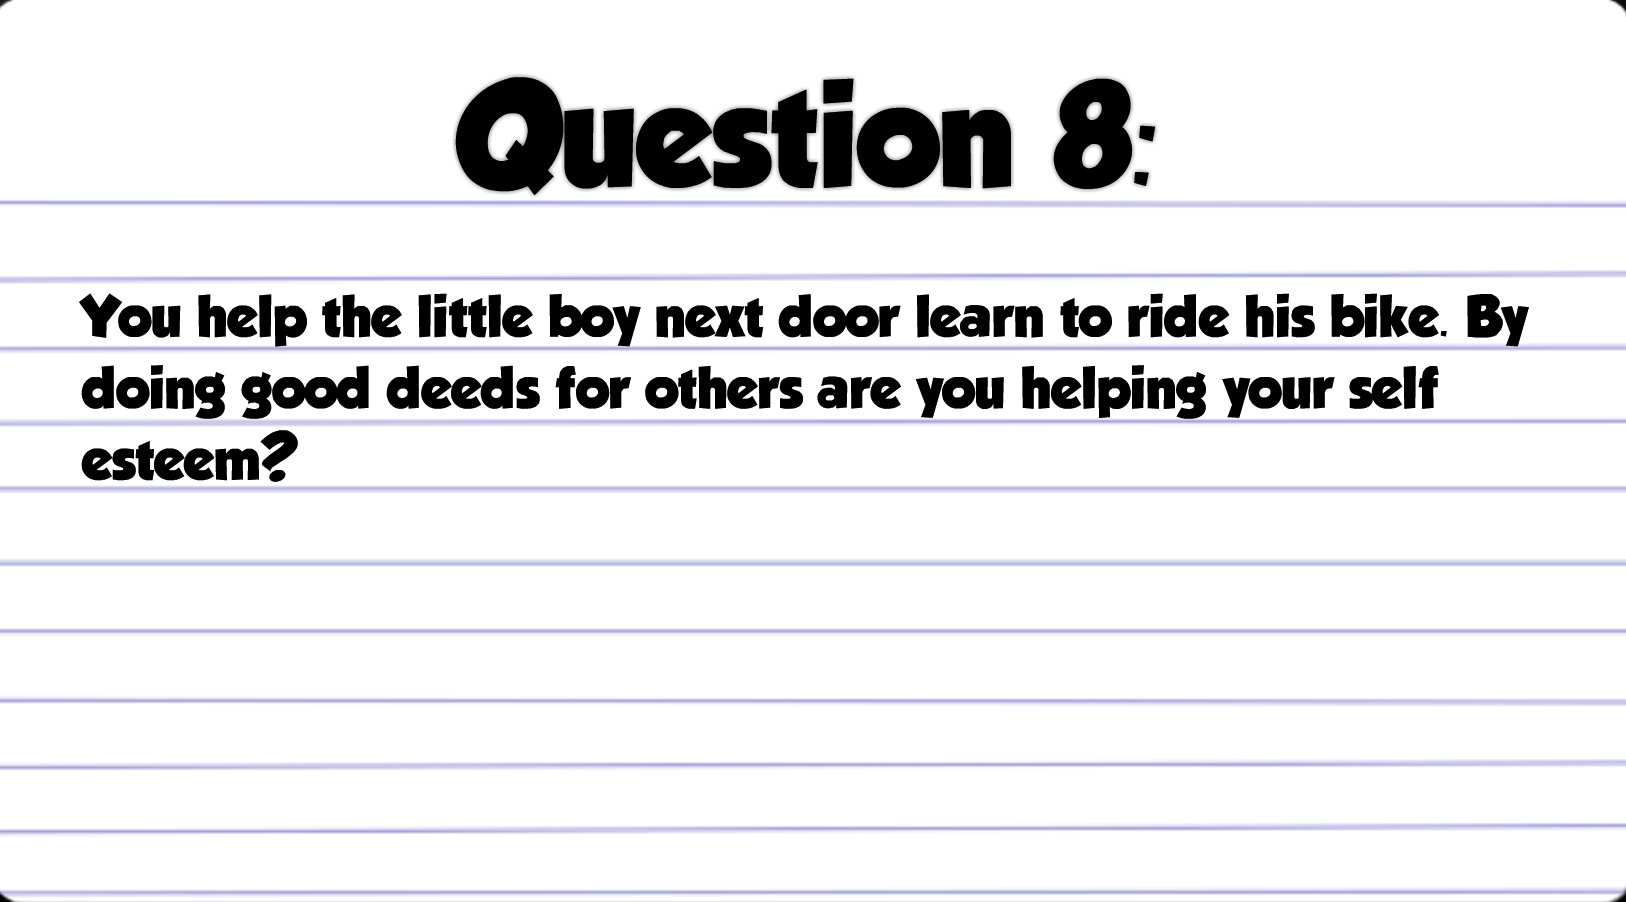 Question 8:
You help the little boy next door learn to ride his bike. By
doing good deeds for others are you helping your self
esteem?